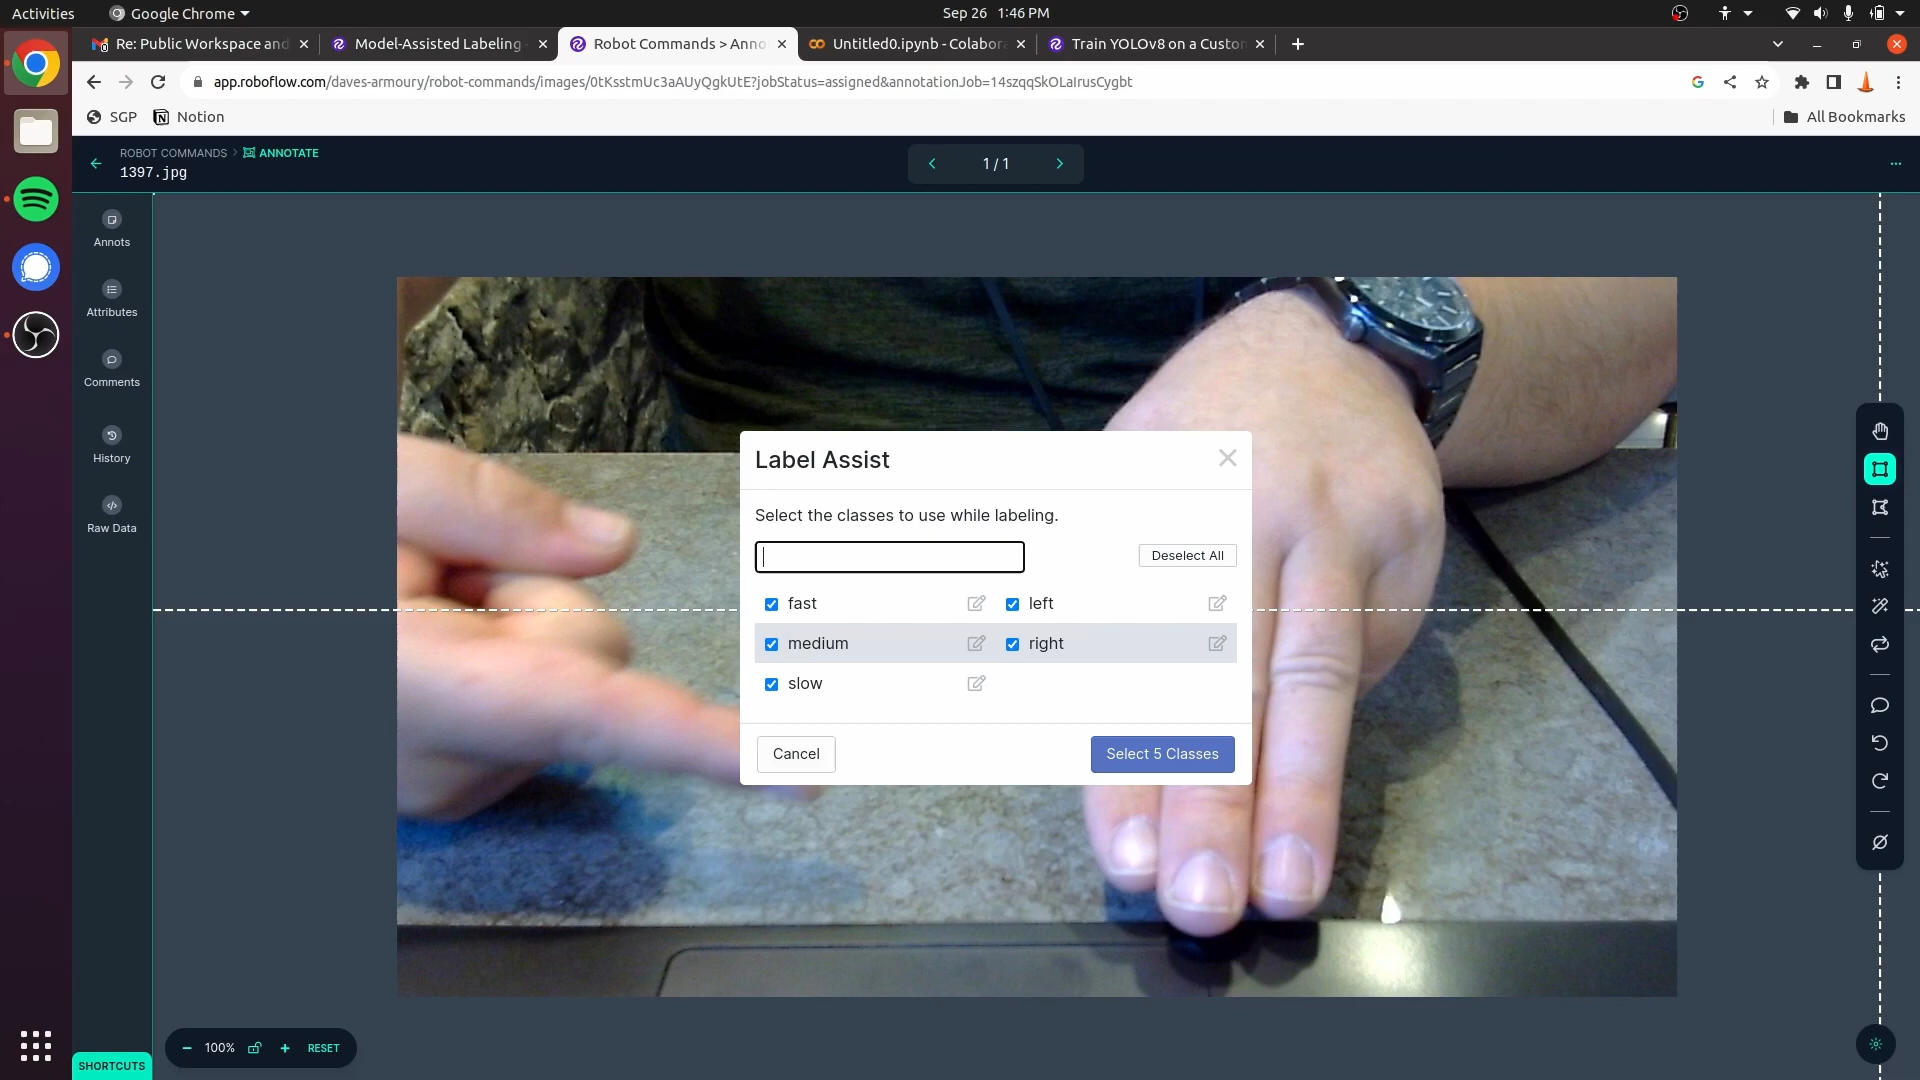 Activities
Google Chrome
Sep 26 1:46 PM
Re: Public Workspace and
Model-Assisted Labeling
Robot Commands > Anno
Untitled0.ipynb - Colabora
Train YOLOv8 on a Custo
app.roboflow.com/daves-armoury/robot-commands/images/0tKsstmUc3aAUyQgkUtE?jobStatus=assigned&annotationJob=14szqqSkOLaIrusCygbt
SGP
Notion
All Bookmarks
ROBOT COMMANDS > ANNOTATE
1397.jpg
1 / 1
Annots
Attributes
Comments
History
Raw Data
Label Assist
Select the classes to use while labeling.
Deselect All
fast
left
medium
right
slow
Cancel
Select 5 Classes
100%
RESET
SHORTCUTS